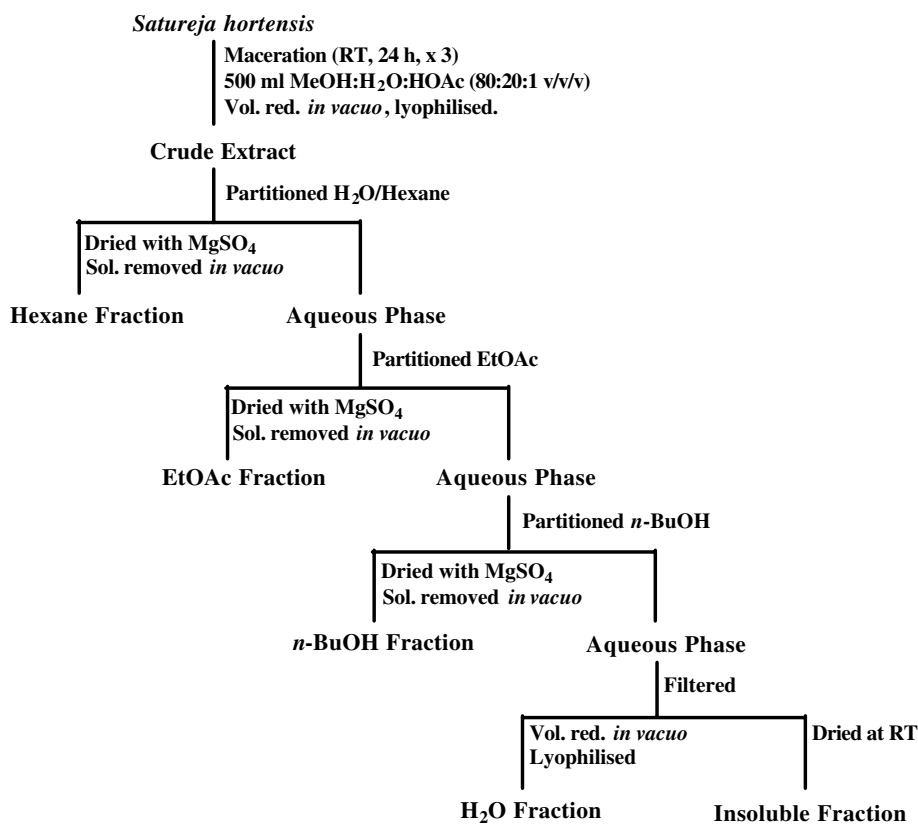 Satureja hortensis
Maceration (RT, 24 h, x 3)
500 ml MeOH:H₂O:HOAc (80:20:1 v/v/v)
Vol. red. in vacuo, lyophilised.
Crude Extract
Partitioned H₂O/Hexane
Dried with MgSO₄
Sol. removed in vacuo
Hexane Fraction
Aqueous Phase
Partitioned EtOAc
Dried with MgSO₄
Sol. removed in vacuo
EtOAc Fraction
Aqueous Phase
Partitioned n-BuOH
Dried with MgSO₄
Sol. removed in vacuo
n-BuOH Fraction
Aqueous Phase
Filtered
Vol. red. in vacuo
Lyophilised
Dried at RT
H₂O Fraction
Insoluble Fraction